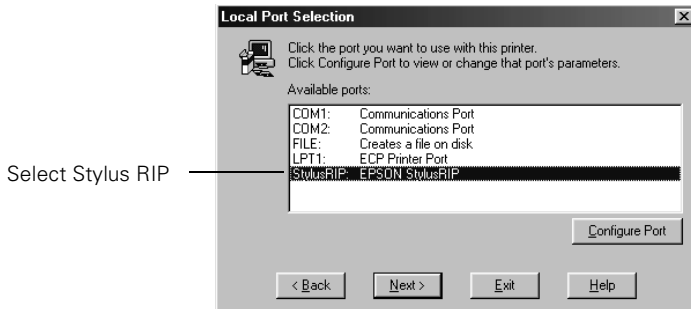 Local Port Selection
Click the port you want to use with this printer.
Click Configure Port to view or change that port's parameters.
Available ports:
COM1: Communications Port
COM2: Communications Port
FILE: Creates a file on disk
LPT1: ECP Printer Port
StylusRIP: EPSON StylusRIP
Select Stylus RIP
Configure Port
< Back Next > Exit Help